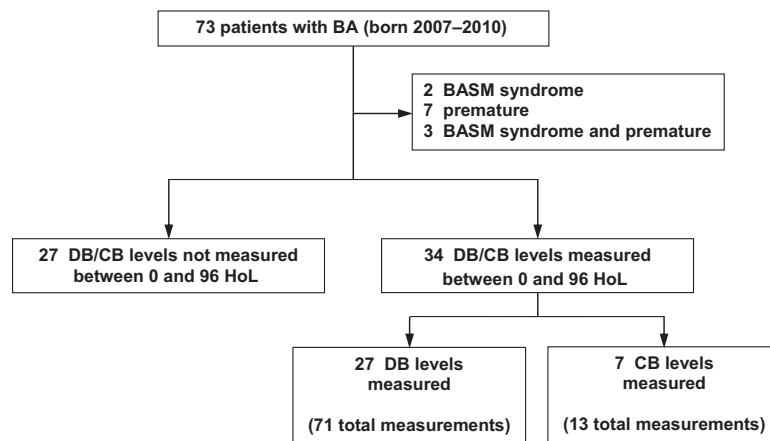 73 patients with BA (born 2007–2010)
2 BASM syndrome
7 premature
3 BASM syndrome and premature
27 DB/CB levels not measured
between 0 and 96 HoL
34 DB/CB levels measured
between 0 and 96 HoL
27 DB levels
measured
(71 total measurements)
7 CB levels
measured
(13 total measurements)